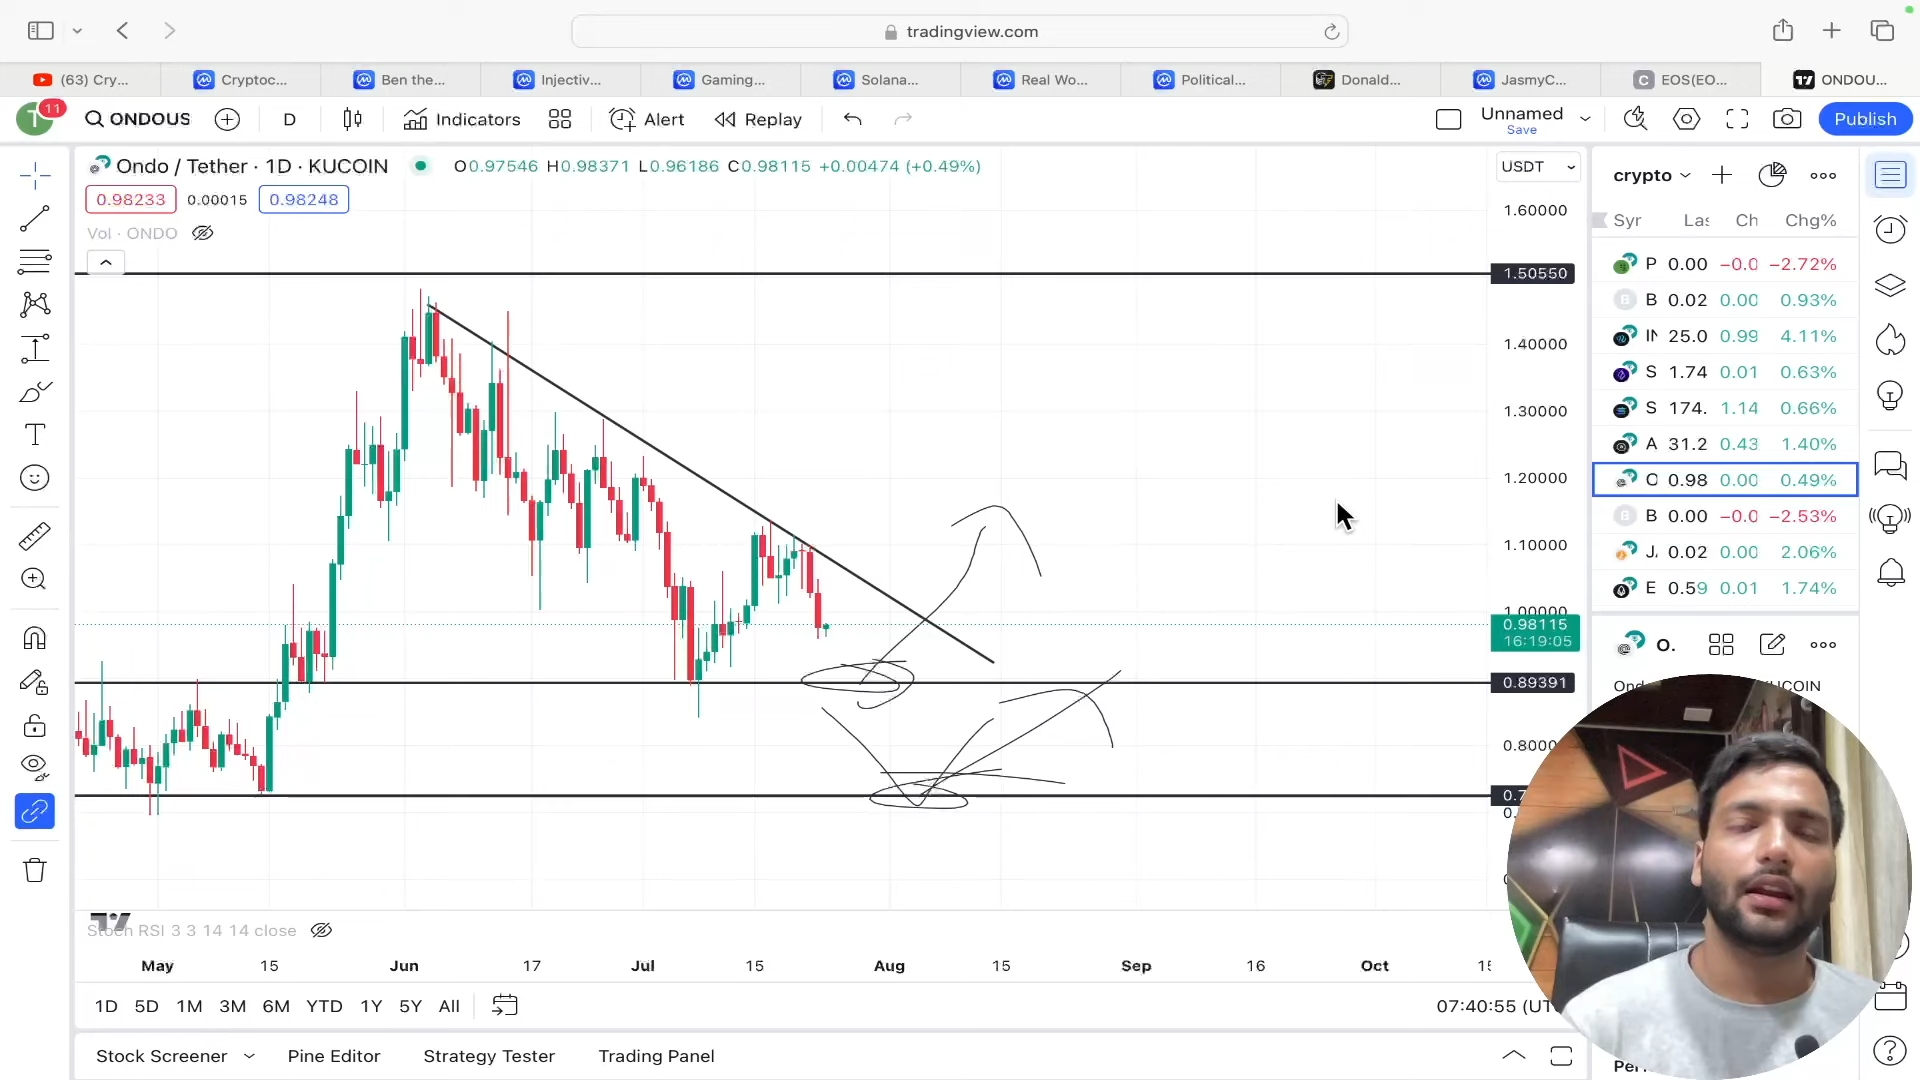 tradingview.com
(63) Cry...
Cryptoc...
Ben the...
Injectiv...
Gaming...
Solana...
Real Wo...
Political...
Donald...
JasmyC...
EOS(EO...
ONDOU...
T
11
ONDOUS
D
Indicators
Alert
Replay
Unnamed
Save
Publish
Ondo / Tether · 1D · KUCOIN
O0.97546 H0.98371 L0.96186 C0.98115 +0.00474 (+0.49%)
0.98233 0.00015 0.98248
Vol · ONDO
USDT
1.60000
1.50550
1.40000
1.30000
1.20000
1.10000
1.00000
0.98115
16:19:05
0.89391
0.8000
0.7
crypto
Syr Las Ch Chg%
P 0.00 −0.0 −2.72%
B 0.02 0.00 0.93%
IN 25.0 0.99 4.11%
S 1.74 0.01 0.63%
S 174. 1.14 0.66%
A 31.2 0.43 1.40%
O 0.98 0.00 0.49%
B 0.00 −0.0 −2.53%
J. 0.02 0.00 2.06%
E 0.59 0.01 1.74%
O.
Ond
KUCOIN
Stoch RSI 3 3 14 14 close
May 15 Jun 17 Jul 15 Aug 15 Sep 16 Oct
1D 5D 1M 3M 6M YTD 1Y 5Y All
07:40:55 (UT
Stock Screener Pine Editor Strategy Tester Trading Panel